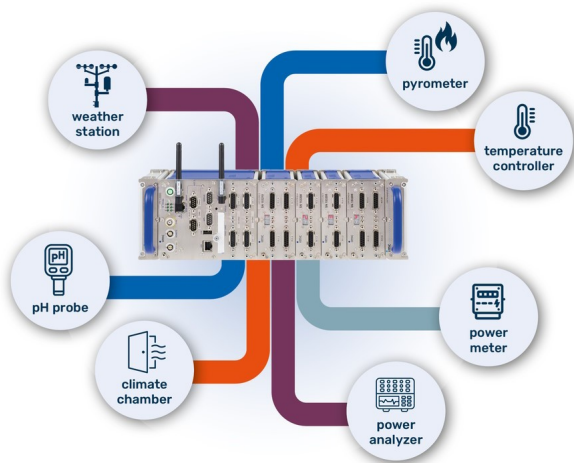 pyrometer
weather
station
temperature
controller
pH
pH probe
power
meter
climate
chamber
power
analyzer